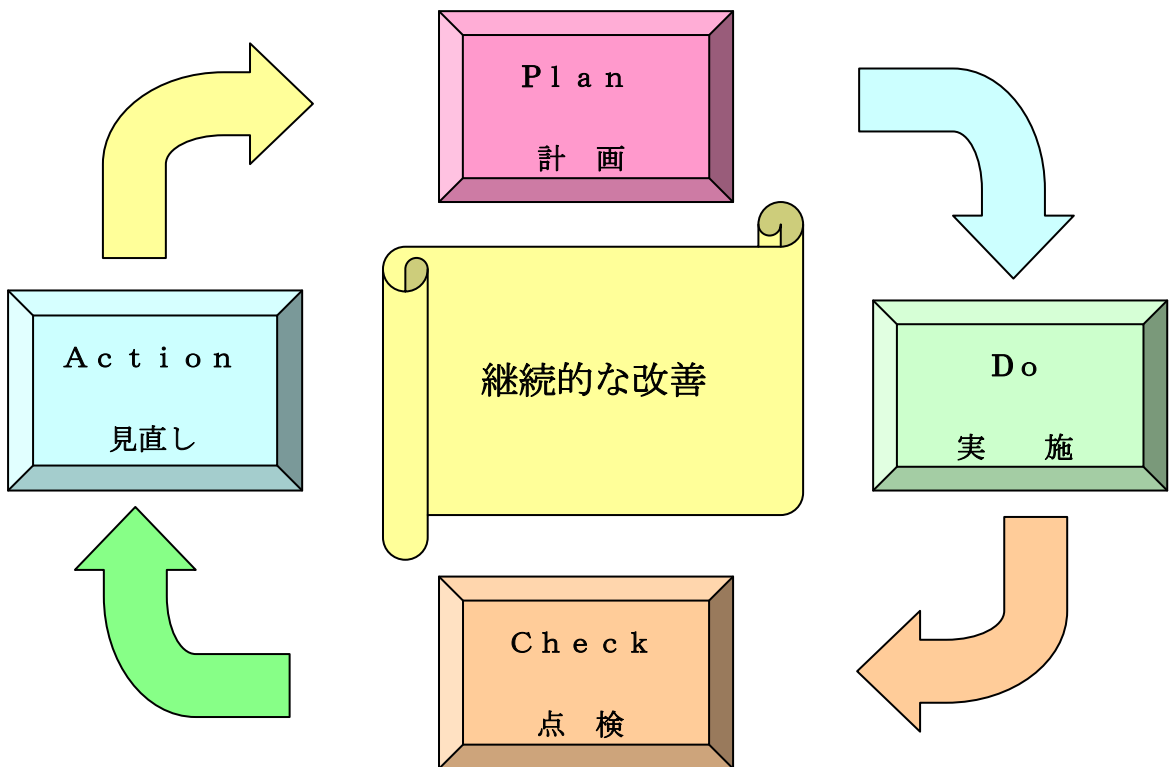 Plan
計 画
Do
実 施
継続的な改善
Action
見直し
Check
点 検